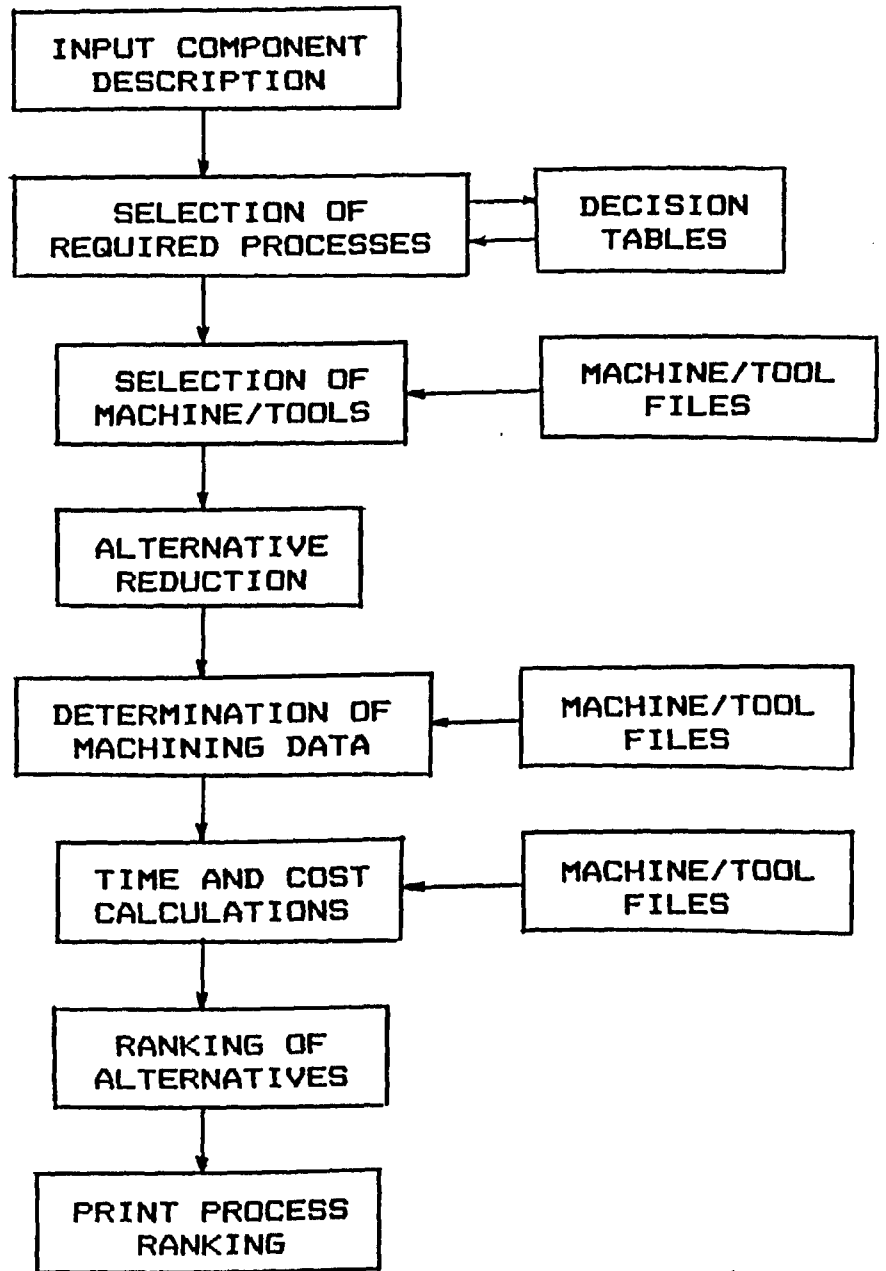 INPUT COMPONENT
DESCRIPTION
SELECTION OF
REQUIRED PROCESSES
DECISION
TABLES
SELECTION OF
MACHINE/TOOLS
MACHINE/TOOL
FILES
ALTERNATIVE
REDUCTION
DETERMINATION OF
MACHINING DATA
MACHINE/TOOL
FILES
TIME AND COST
CALCULATIONS
MACHINE/TOOL
FILES
RANKING OF
ALTERNATIVES
PRINT PROCESS
RANKING